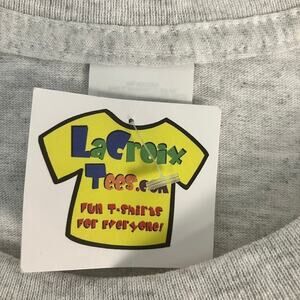 LaCroix
Tees.com
Fun T-shirts
For Everyone!